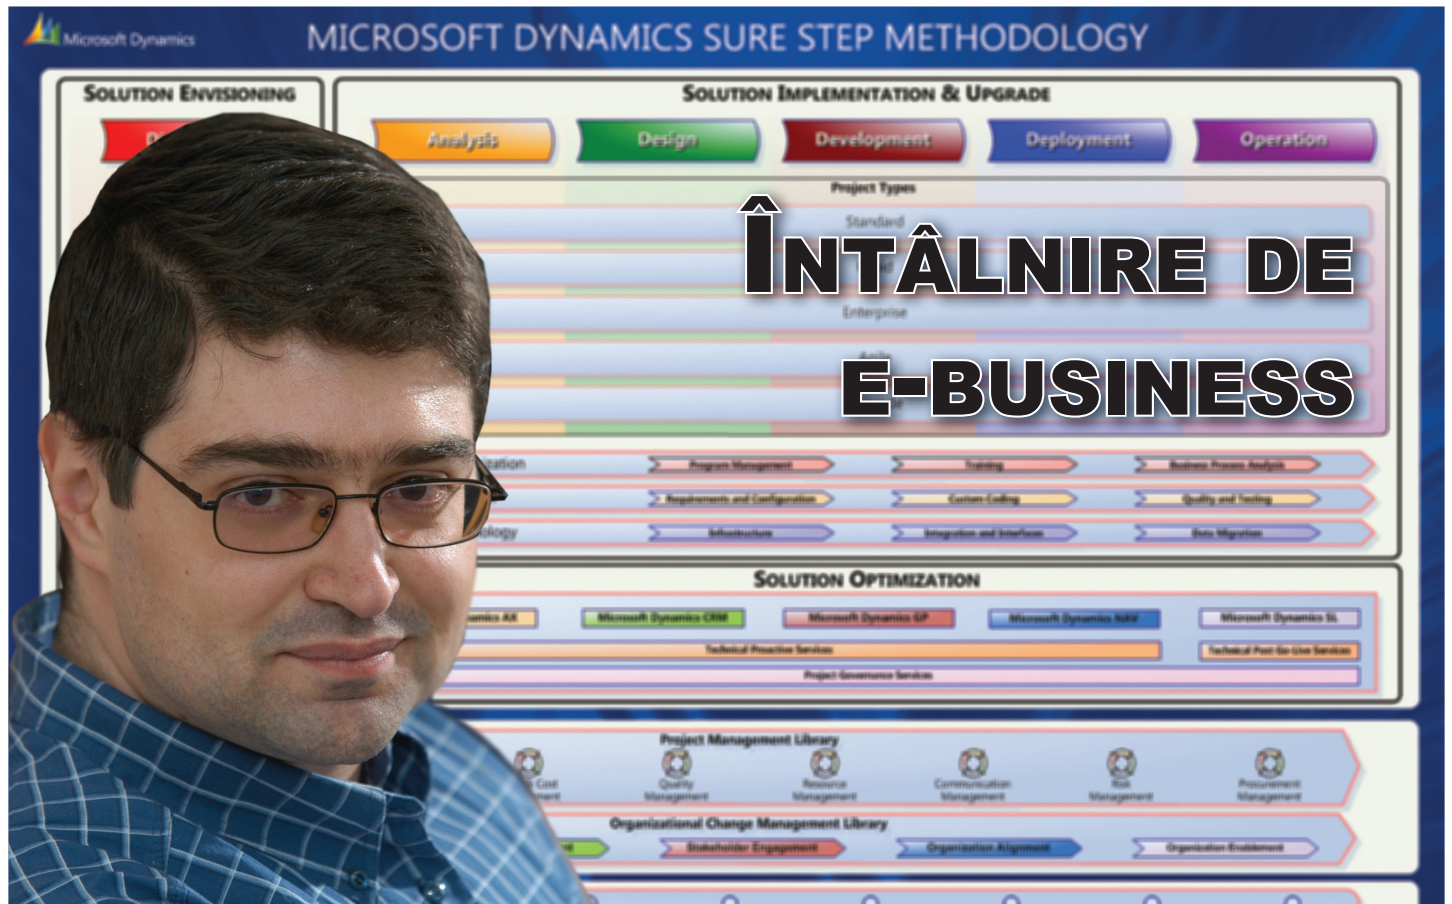 Microsoft Dynamics
MICROSOFT DYNAMICS SURE STEP METHODOLOGY
SOLUTION ENVISIONING
SOLUTION IMPLEMENTATION & UPGRADE
Analysis
Design
Development
Deployment
Operation
Project Types
Standard
ÎNTÂLNIRE DE
Enterprise
Agile
E-BUSINESS
Program Management
Training
Business Process Analysis
Requirements and Configuration
Custom Coding
Quality and Testing
Infrastructure
Integration and Interfaces
Data Migration
SOLUTION OPTIMIZATION
AX
Microsoft Dynamics CRM
Microsoft Dynamics GP
Microsoft Dynamics NAV
Microsoft Dynamics SL
Technical Proactive Services
Technical Post Go-Live Services
Project Governance Services
Project Management Library
Cost
Quality
Management
Resource
Management
Communication
Management
Risk
Management
Procurement
Management
Organizational Change Management Library
Stakeholder Engagement
Organization Alignment
Organization Enablement